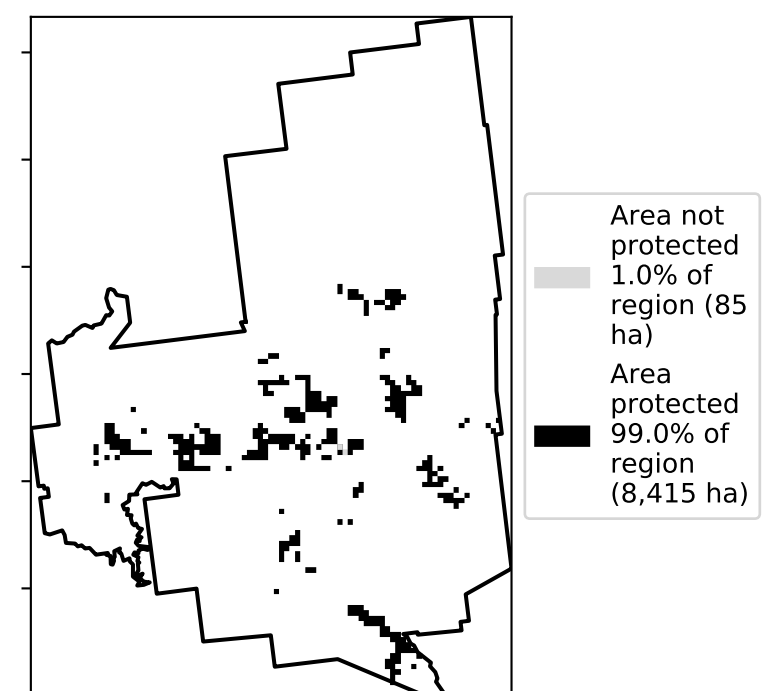 Area not
protected
1.0% of
region (85
ha)
Area
protected
99.0% of
region
(8,415 ha)